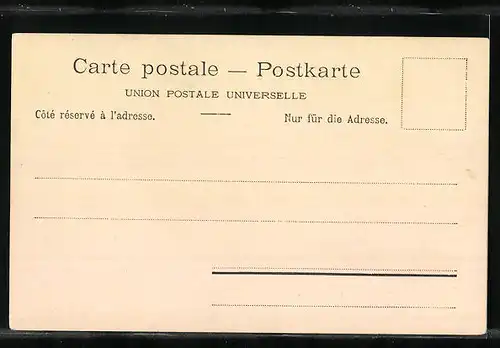 Carte postale — Postkarte
UNION POSTALE UNIVERSELLE
Côté réservé à l'adresse. Nur für die Adresse.